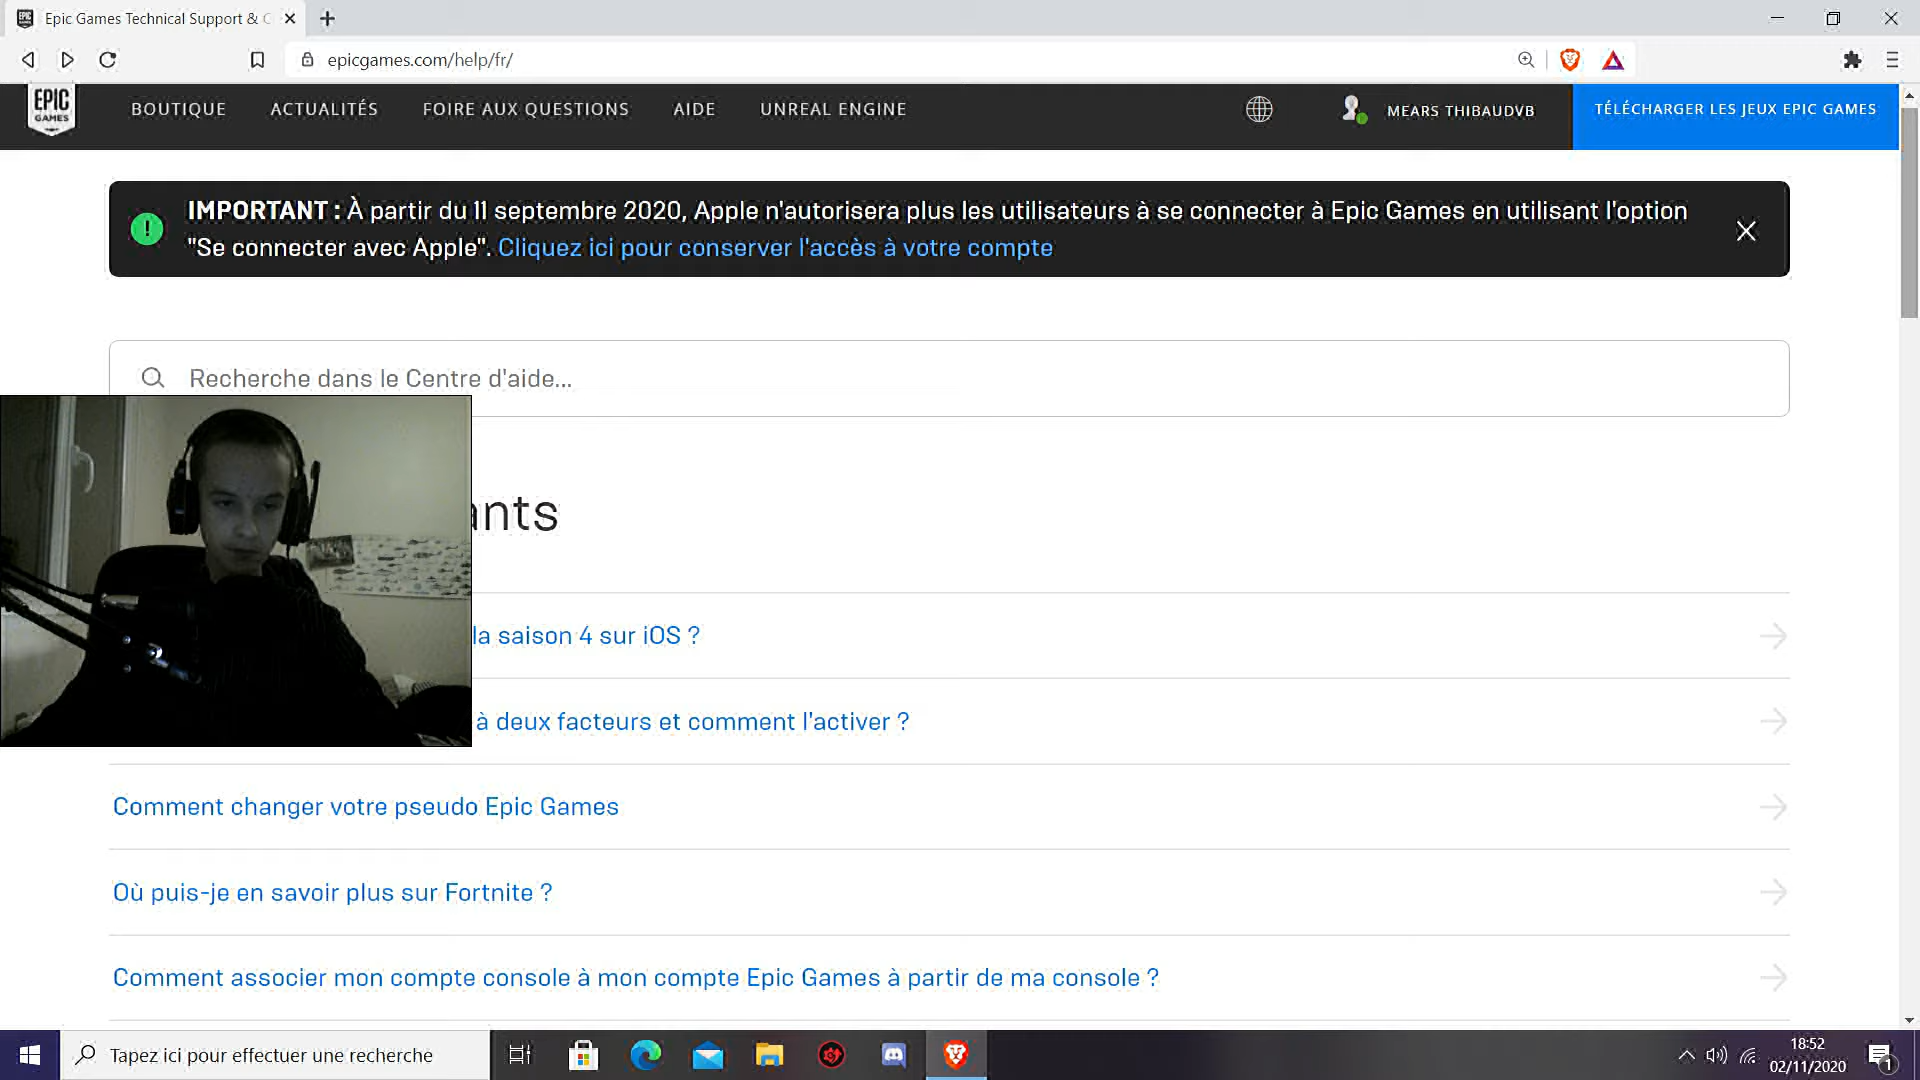 Epic Games Technical Support & C
epicgames.com/help/fr/
EPIC
GAMES
BOUTIQUE
ACTUALITÉS
FOIRE AUX QUESTIONS
AIDE
UNREAL ENGINE
MEARS THIBAUDVB
TÉLÉCHARGER LES JEUX EPIC GAMES
IMPORTANT : À partir du 11 septembre 2020, Apple n'autorisera plus les utilisateurs à se connecter à Epic Games en utilisant l'option
"Se connecter avec Apple". Cliquez ici pour conserver l'accès à votre compte
Recherche dans le Centre d'aide...
ants
la saison 4 sur iOS ?
à deux facteurs et comment l'activer ?
Comment changer votre pseudo Epic Games
Où puis-je en savoir plus sur Fortnite ?
Comment associer mon compte console à mon compte Epic Games à partir de ma console ?
Tapez ici pour effectuer une recherche
18:52
02/11/2020
1